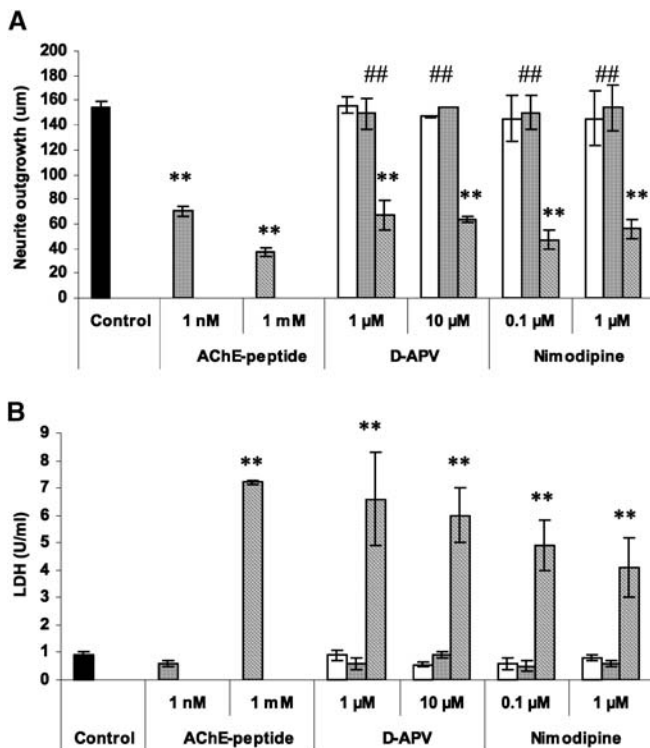 A
Neurite outgrowth (um)
200
180
160
140
120
100
80
60
40
20
0
** ** ## ** ## ** ## ** ## **
Control 1 nM 1 mM 1 µM 10 µM 0.1 µM 1 µM
AChE-peptide D-APV Nimodipine
B
LDH (U/ml)
9
8
7
6
5
4
3
2
1
0
** ** ** ** **
1 nM 1 mM 1 µM 10 µM 0.1 µM 1 µM
Control AChE-peptide D-APV Nimodipine